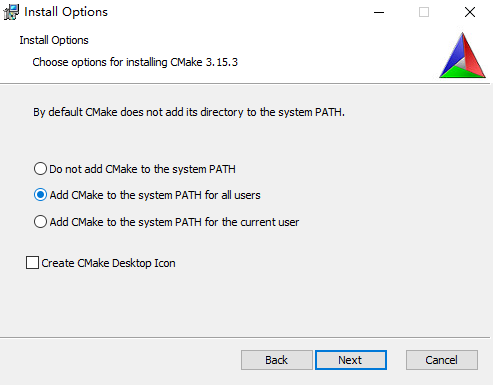 Install Options
Install Options
Choose options for installing CMake 3.15.3
By default CMake does not add its directory to the system PATH.
Do not add CMake to the system PATH
Add CMake to the system PATH for all users
Add CMake to the system PATH for the current user
Create CMake Desktop Icon
Back Next Cancel